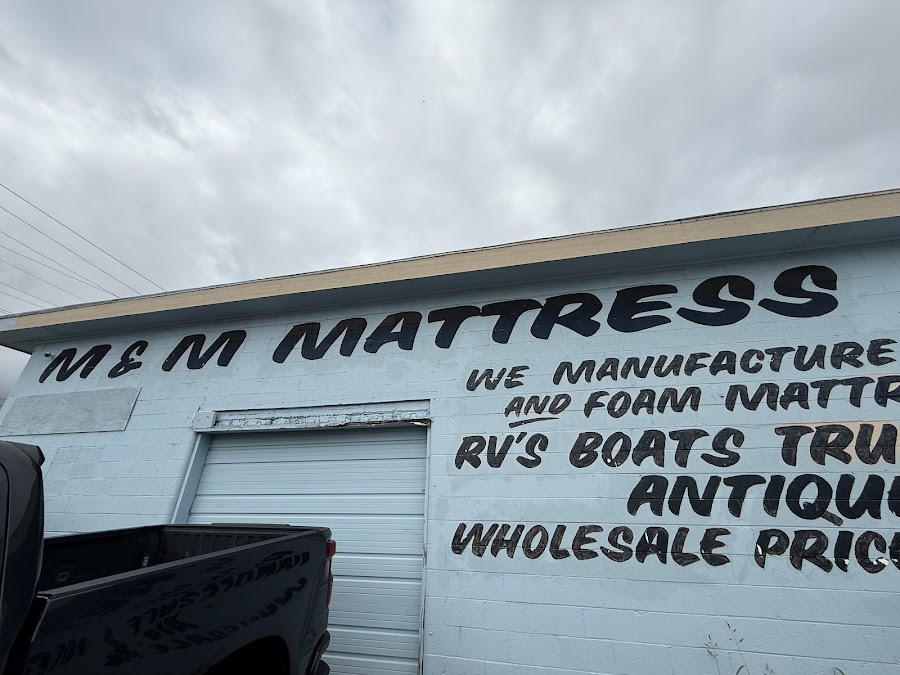 M & M MATTRESS
WE MANUFACTURE
AND FOAM MATTR
RV'S BOATS TRU
ANTIQU
WHOLESALE PRIC